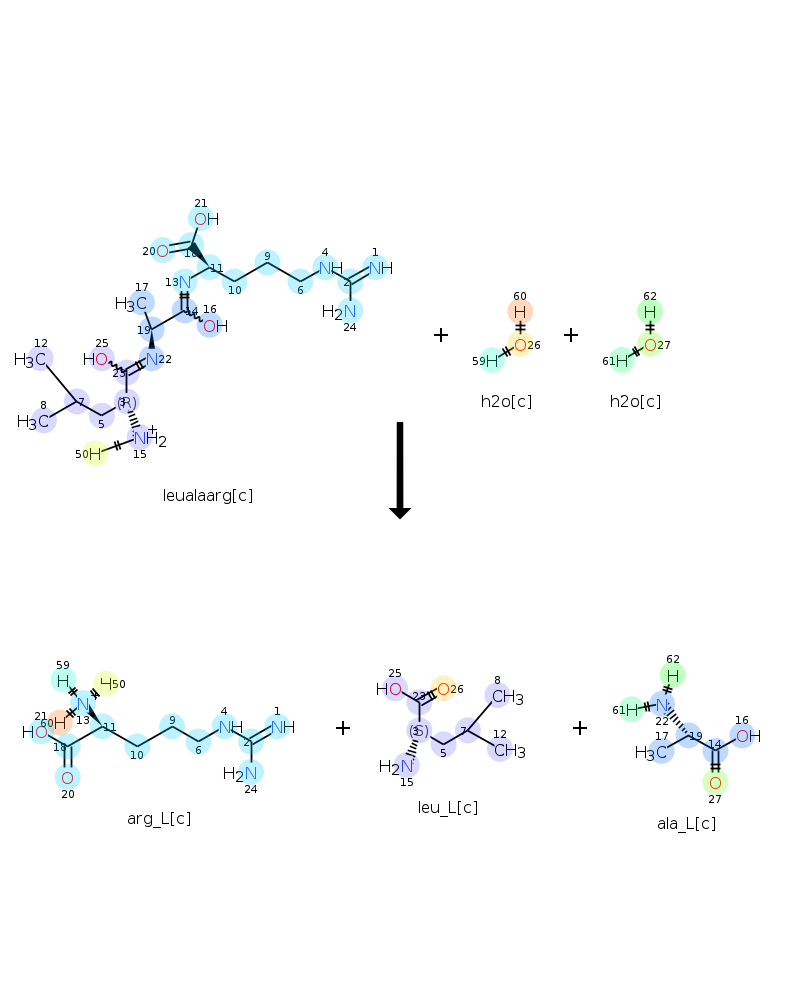 21
OH
20 O 18 11 9 4 NH 1 NH
13 N 10 6 2
17 H₃C 14 16 OH H₂N 24
19
25 HO 23 N 22
12 H₃C
(R) 3
8 H₃C 7 5
NH₂ + 15
50 H
leualaarg[c]
+
60 H
59 H O 26
h2o[c]
+
62 H
61 H O 27
h2o[c]
59 H H 50
N 13
21 60 H
HO 18 11 9 4 NH 1 NH
10 6 2
O 20 H₂N 24
arg_L[c]
+
25 HO 23 O 26
8 CH₃
3 (S) 7 12 CH₃
5
H₂N 15
leu_L[c]
+
62 H
61 H N 22
17 H₃C 19 14 16 OH
O 27
ala_L[c]